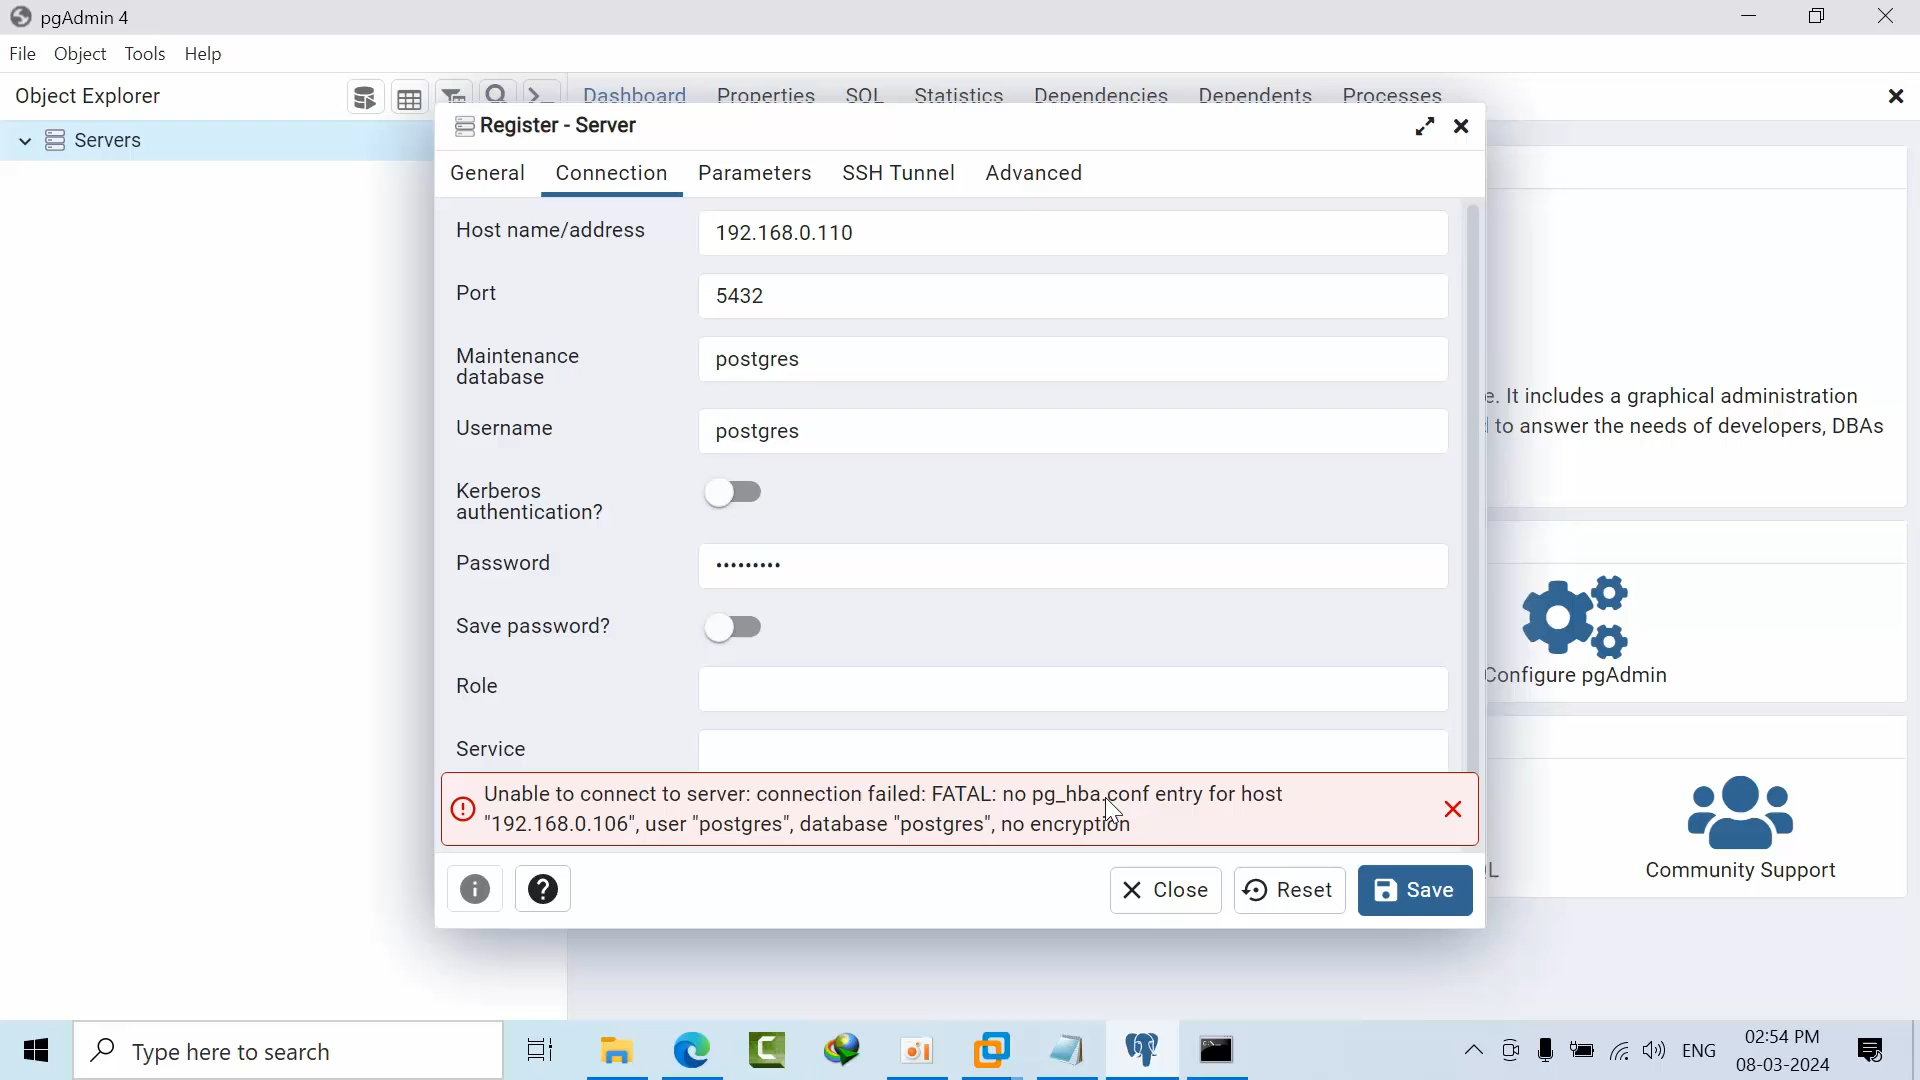 pgAdmin 4
File Object Tools Help
Object Explorer
Dashboard Properties SQL Statistics Dependencies Dependents Processes
Servers
Register - Server
General Connection Parameters SSH Tunnel Advanced
Host name/address 192.168.0.110
Port 5432
Maintenance
database
postgres
Username postgres
Kerberos
authentication?
Password •••••••••
Save password?
Role
Service
Unable to connect to server: connection failed: FATAL: no pg_hba.conf entry for host
"192.168.0.106", user "postgres", database "postgres", no encryption
Close Reset Save
e. It includes a graphical administration
to answer the needs of developers, DBAs
Configure pgAdmin
L
Community Support
Type here to search
ENG
02:54 PM
08-03-2024